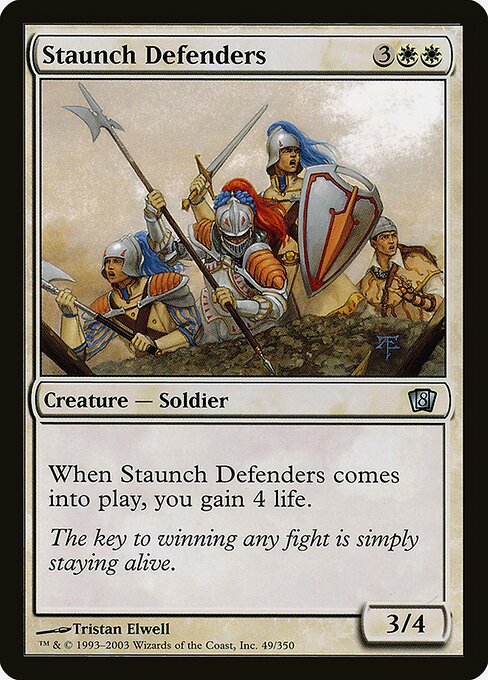 Staunch Defenders 3
Creature — Soldier 8
When Staunch Defenders comes
into play, you gain 4 life.
The key to winning any fight is simply
staying alive.
Tristan Elwell
3/4
™ & © 1993–2003 Wizards of the Coast, Inc. 49/350